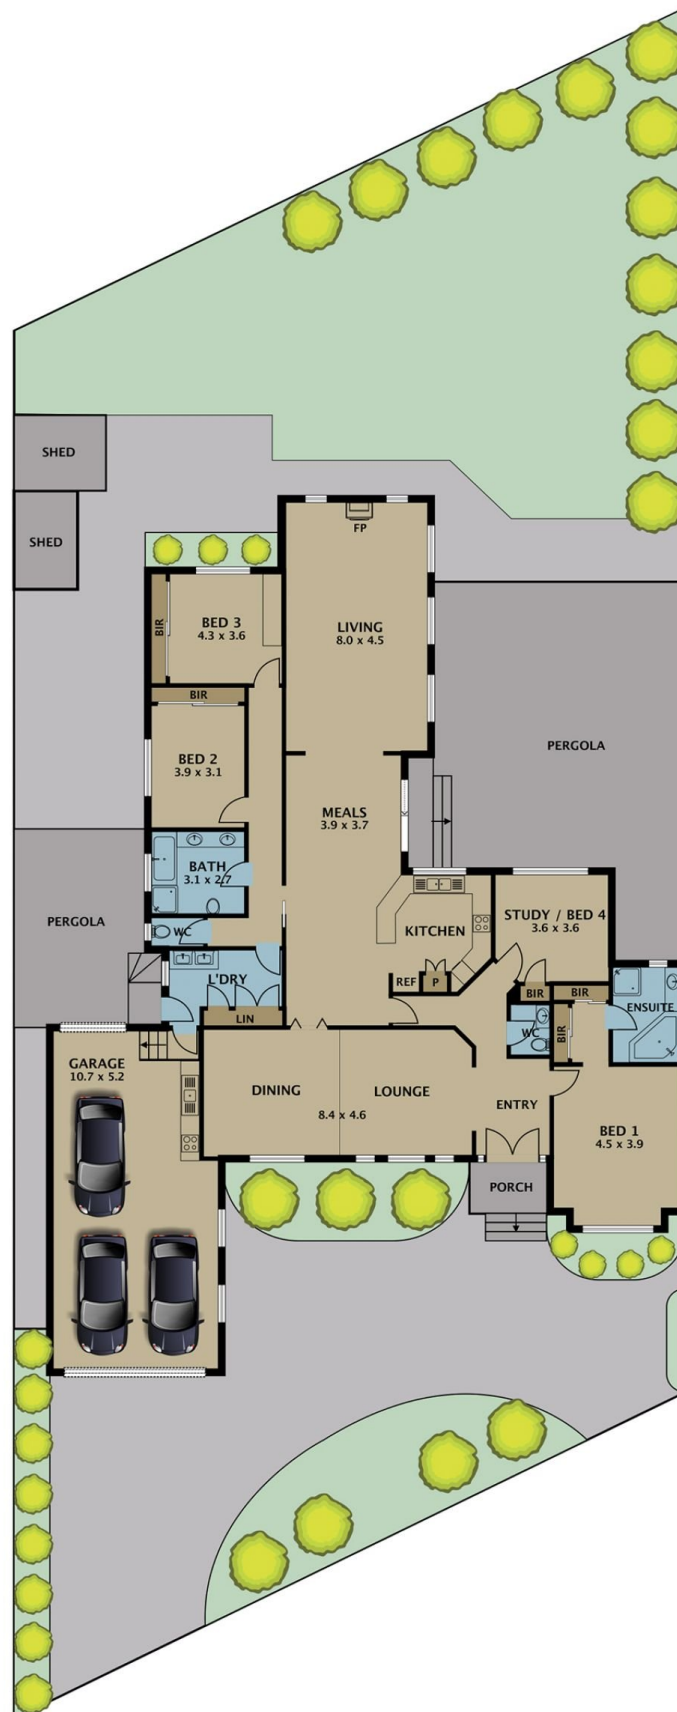 SHED
SHED
FP
BED 3
4.3 x 3.6
BIR
LIVING
8.0 x 4.5
BIR
BED 2
3.9 x 3.1
PERGOLA
MEALS
3.9 x 3.7
BATH
3.1 x 2.7
PERGOLA
WC
KITCHEN
STUDY / BED 4
3.6 x 3.6
L'DRY
REF
P
BIR
BIR
ENSUITE
LIN
WC
BIR
GARAGE
10.7 x 5.2
DINING
LOUNGE
8.4 x 4.6
ENTRY
BED 1
4.5 x 3.9
PORCH